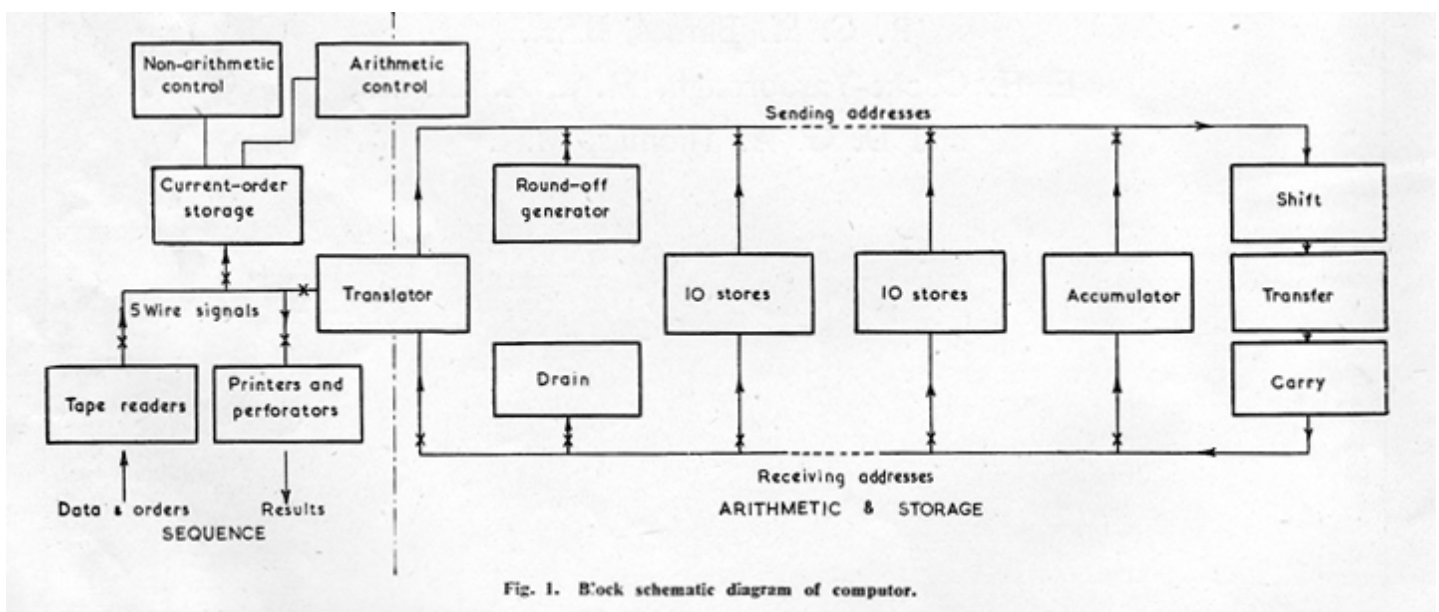 Non-arithmetic
control
Arithmetic
control
Sending addresses
Current-order
storage
Round-off
generator
Shift
5 Wire signals
Translator
10 stores
10 stores
Accumulator
Transfer
Tape readers
Printers and
perforators
Drain
Carry
Data & orders
Results
SEQUENCE
Receiving addresses
ARITHMETIC & STORAGE
Fig. 1. Block schematic diagram of computor.